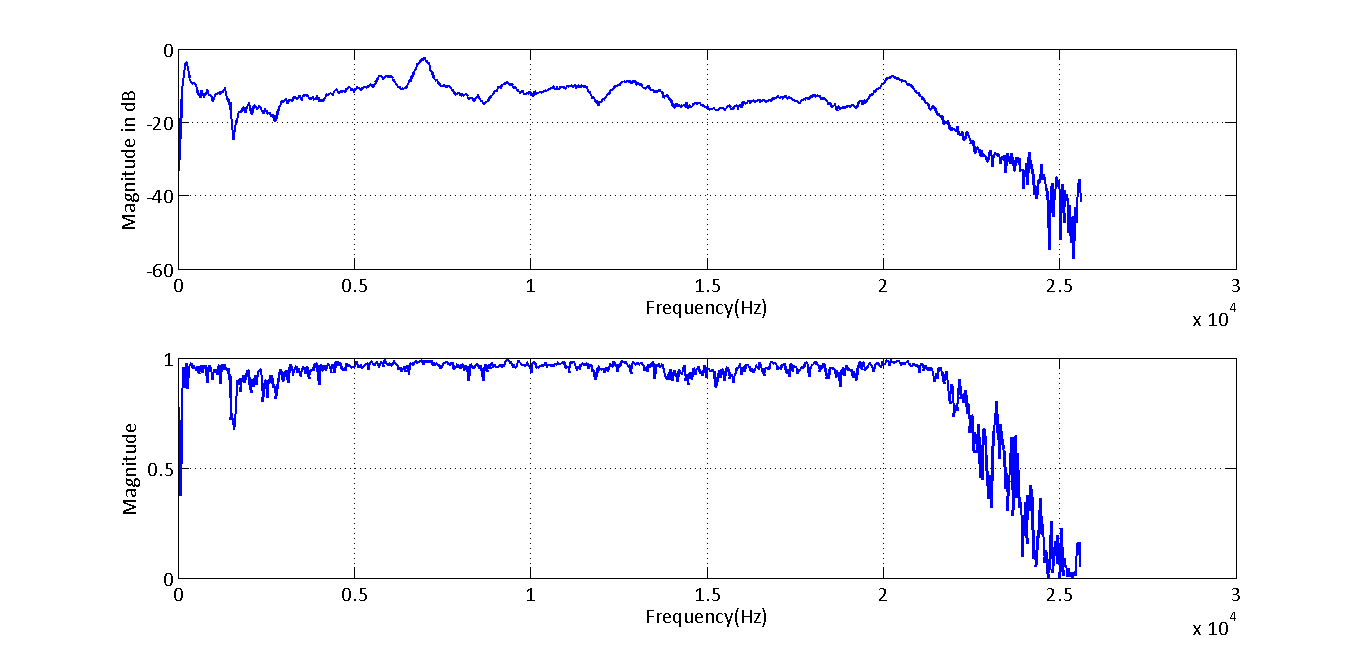 0
-20
-40
-60
Magnitude in dB
0 0.5 1 1.5 2 2.5 3
Frequency(Hz)
x 10^4
1
0.5
0
Magnitude
0 0.5 1 1.5 2 2.5 3
Frequency(Hz)
x 10^4